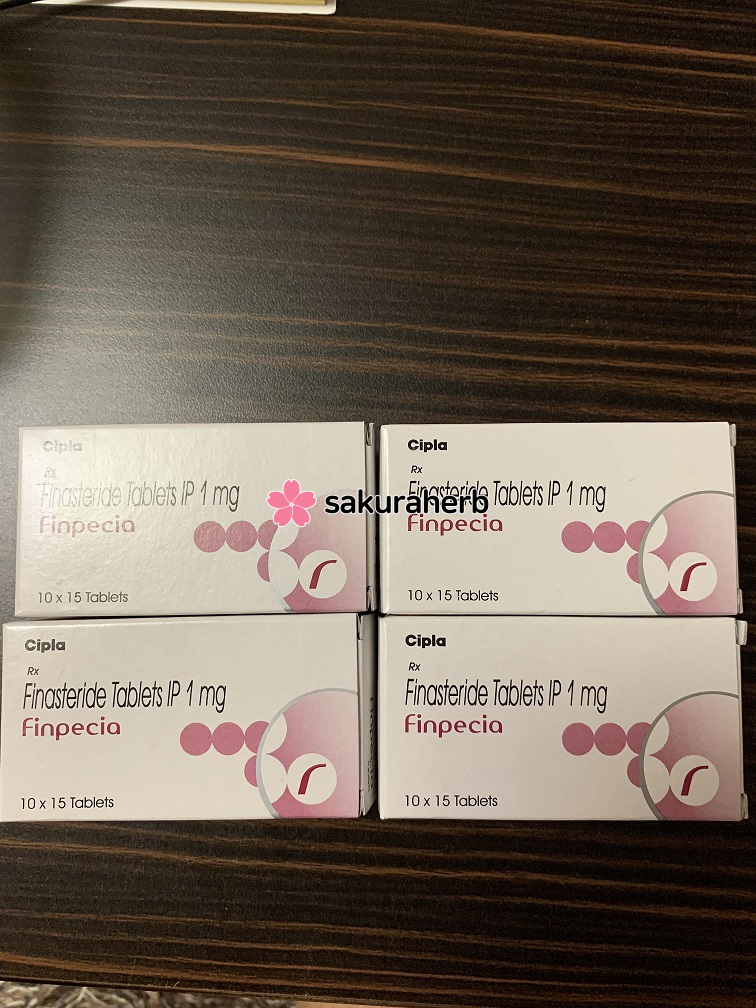 Cipla
Rx
Finasteride Tablets IP 1 mg
Finpecia
10 x 15 Tablets
Cipla
Rx
Finasteride Tablets IP 1 mg
Finpecia
10 x 15 Tablets
sakuraherb
Cipla
Rx
Finasteride Tablets IP 1 mg
Finpecia
10 x 15 Tablets
Cipla
Rx
Finasteride Tablets IP 1 mg
Finpecia
10 x 15 Tablets